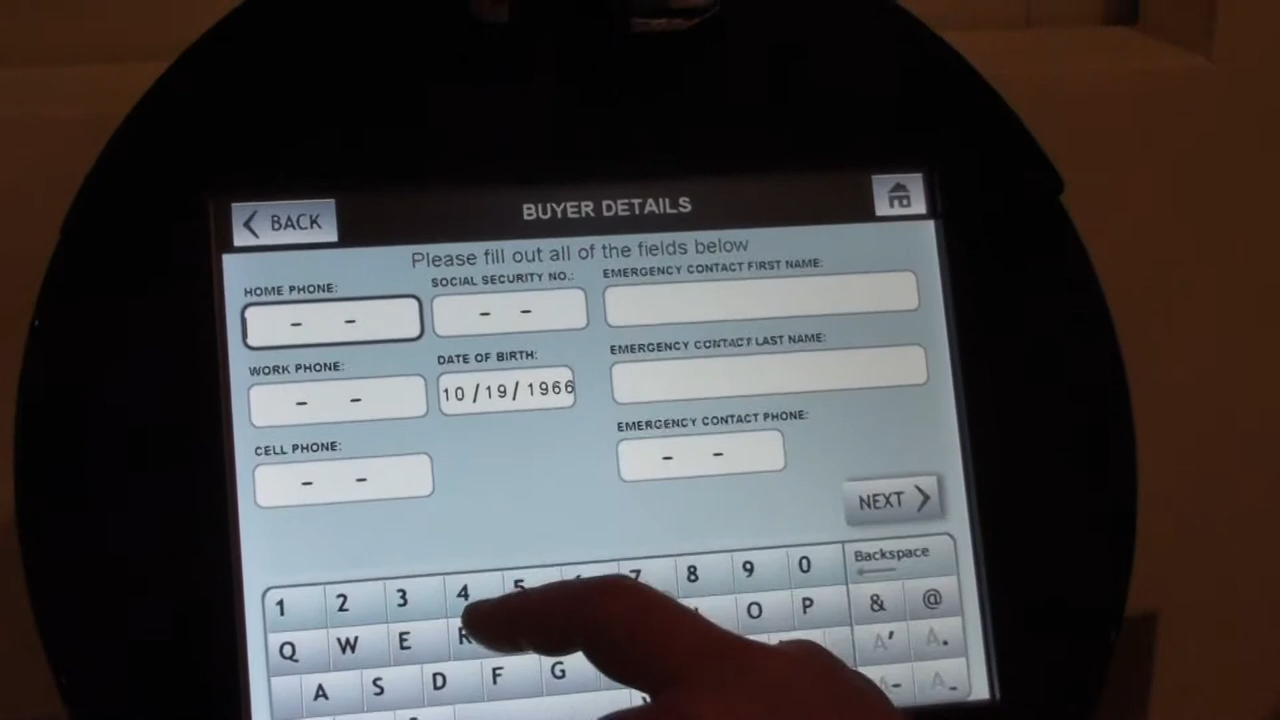 BACK
BUYER DETAILS
Please fill out all of the fields below
HOME PHONE:
SOCIAL SECURITY NO.:
EMERGENCY CONTACT FIRST NAME:
- -
- -
WORK PHONE:
DATE OF BIRTH:
EMERGENCY CONTACT LAST NAME:
- -
10/19/1966
CELL PHONE:
EMERGENCY CONTACT PHONE:
- -
- -
NEXT
1 2 3 4 5 7 8 9 0 Backspace
Q W E R O P & @
A S D F G A' A.
A- A_